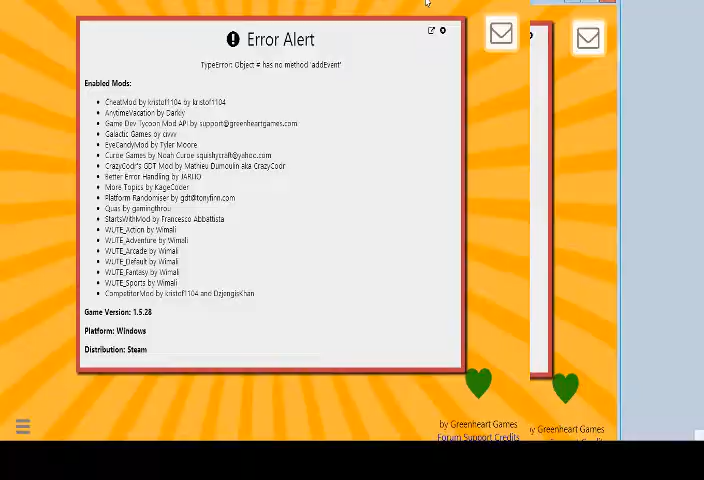 Error Alert
TypeError: Object # has no method 'addEvent'
Enabled Mods:
CheatMod by kristof1104 by kristof1104
AnytimeVacation by Darkly
Game Dev Tycoon Mod API by support@greenheartgames.com
Galactic Games by civvv
EyeCandyMod by Tyler Moore
Curoe Games by Noah Curoe squishycraft@yahoo.com
CrazyCodr's GDT Mod by Mathieu Dumoulin aka CrazyCodr
Better Error Handling by JARLJO
More Topics by KageCoder
Platform Randomiser by gdt@tonyfinn.com
Quas by gamingthrou
StartsWithMod by Francesco Abbattista
WUTE_Action by Wimali
WUTE_Adventure by Wimali
WUTE_Arcade by Wimali
WUTE_Default by Wimali
WUTE_Fantasy by Wimali
WUTE_Sports by Wimali
CompetitorMod by kristof1104 and DzjengisKhan
Game Version: 1.5.28
Platform: Windows
Distribution: Steam
by Greenheart Games
Forum Support Credits
by Greenheart Games